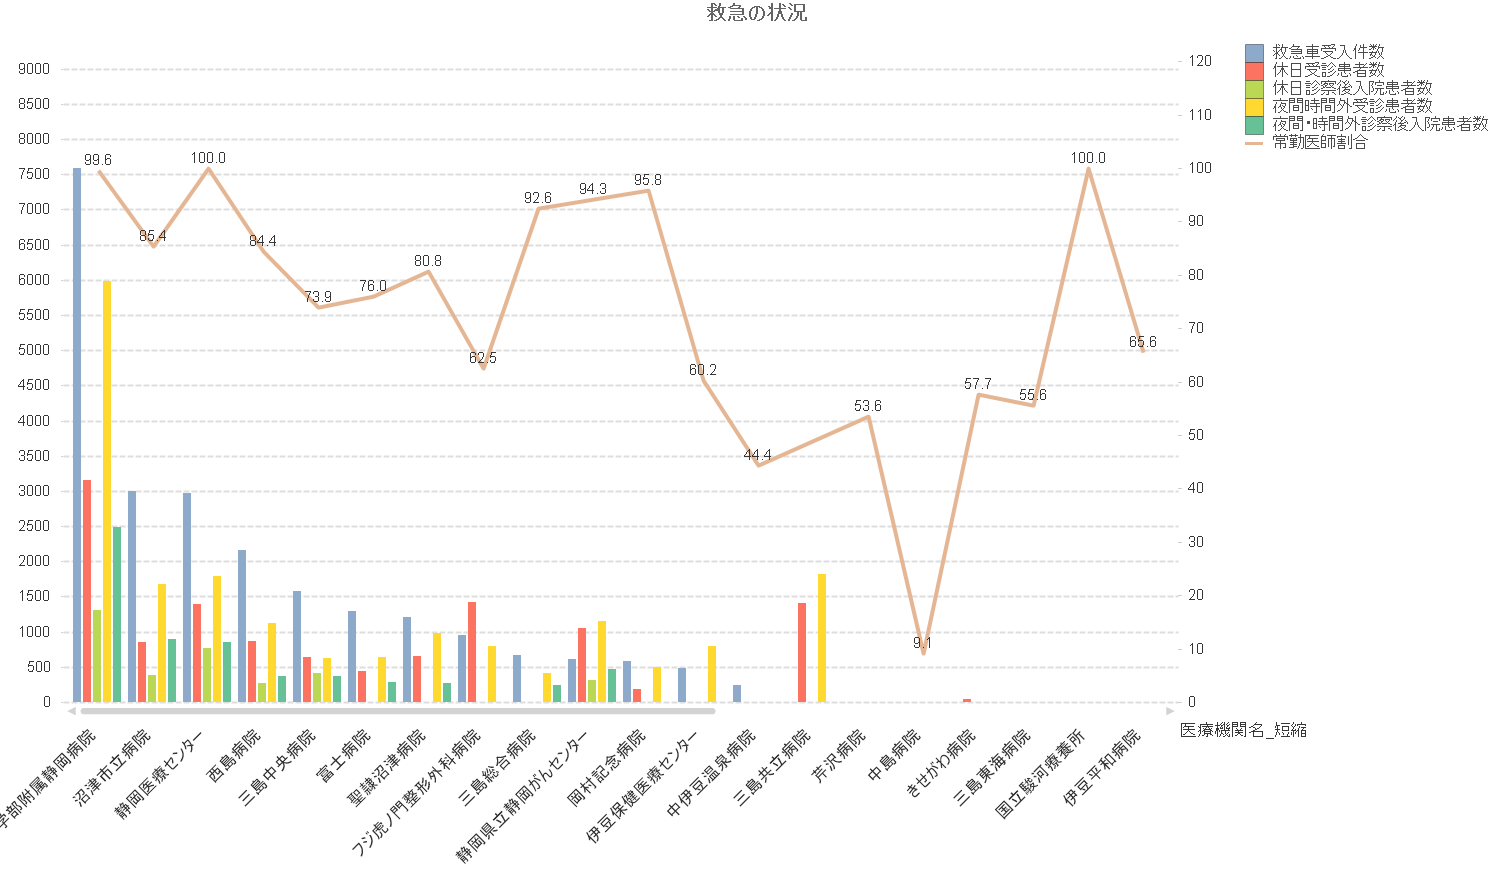 救急の状況
9000
8500
8000
7500
7000
6500
6000
5500
5000
4500
4000
3500
3000
2500
2000
1500
1000
500
0
99.6
85.4
100.0
84.4
73.9
76.0
80.8
62.5
92.6
94.3
95.8
60.2
44.4
53.6
9.1
57.7
55.6
100.0
65.6
120
110
100
90
80
70
60
50
40
30
20
10
0
救急車受入件数
休日受診患者数
休日診察後入院患者数
夜間時間外受診患者数
夜間・時間外診察後入院患者数
常勤医師割合
学部附属静岡病院
沼津市立病院
静岡医療センター
西島病院
三島中央病院
富士病院
聖隷沼津病院
フジ虎ノ門整形外科病院
三島総合病院
静岡県立静岡がんセンター
岡村記念病院
伊豆保健医療センター
中伊豆温泉病院
三島共立病院
芹沢病院
中島病院
きせがわ病院
三島東海病院
国立駿河療養所
伊豆平和病院
医療機関名_短縮